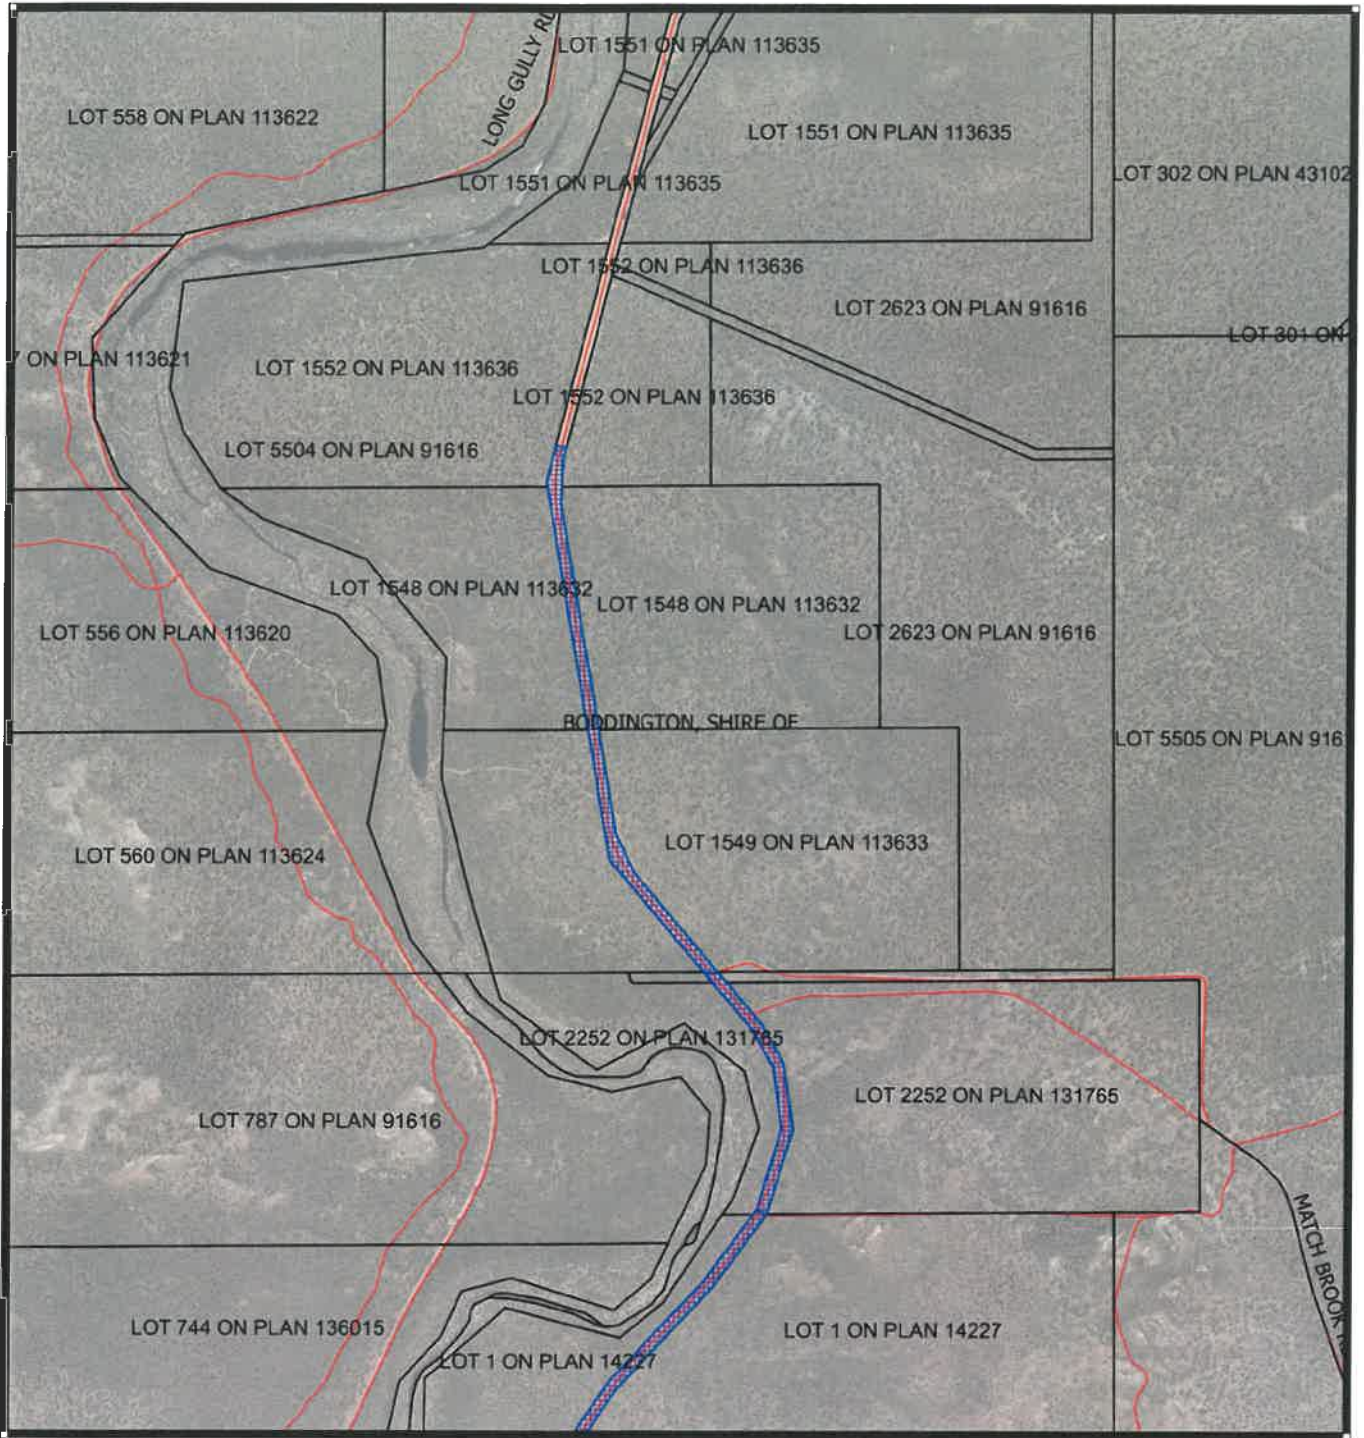 LOT 1551 ON PLAN 113635
LONG GULLY RD
LOT 558 ON PLAN 113622
LOT 1551 ON PLAN 113635
LOT 302 ON PLAN 43102
LOT 1551 ON PLAN 113635
LOT 1552 ON PLAN 113636
LOT 2623 ON PLAN 91616
LOT 301 ON
7 ON PLAN 113621
LOT 1552 ON PLAN 113636
LOT 1552 ON PLAN 113636
LOT 5504 ON PLAN 91616
LOT 1548 ON PLAN 113632
LOT 1548 ON PLAN 113632
LOT 556 ON PLAN 113620
LOT 2623 ON PLAN 91616
BODDINGTON, SHIRE OF
LOT 5505 ON PLAN 916
LOT 1549 ON PLAN 113633
LOT 560 ON PLAN 113624
LOT 2252 ON PLAN 131765
LOT 2252 ON PLAN 131765
LOT 787 ON PLAN 91616
MATCH BROOK
LOT 744 ON PLAN 136015
LOT 1 ON PLAN 14227
LOT 1 ON PLAN 14227